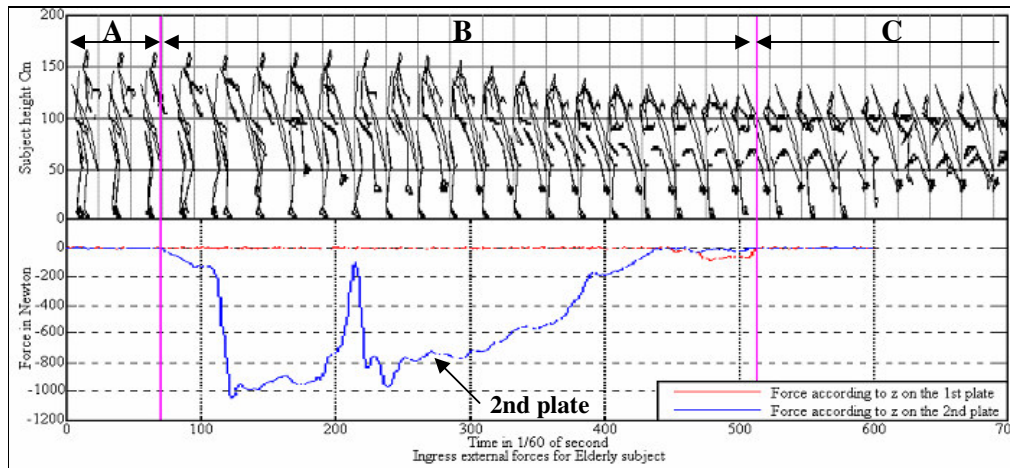 A B C
200
150
100
50
0
Subject height Cm
0
-200
-400
-600
-800
-1000
-1200
Force in Newton
2nd plate
Force according to z on the 1st plate
Force according to z on the 2nd plate
0 100 200 300 400 500 600 70
Time in 1/60 of second
Ingress external forces for Elderly subject